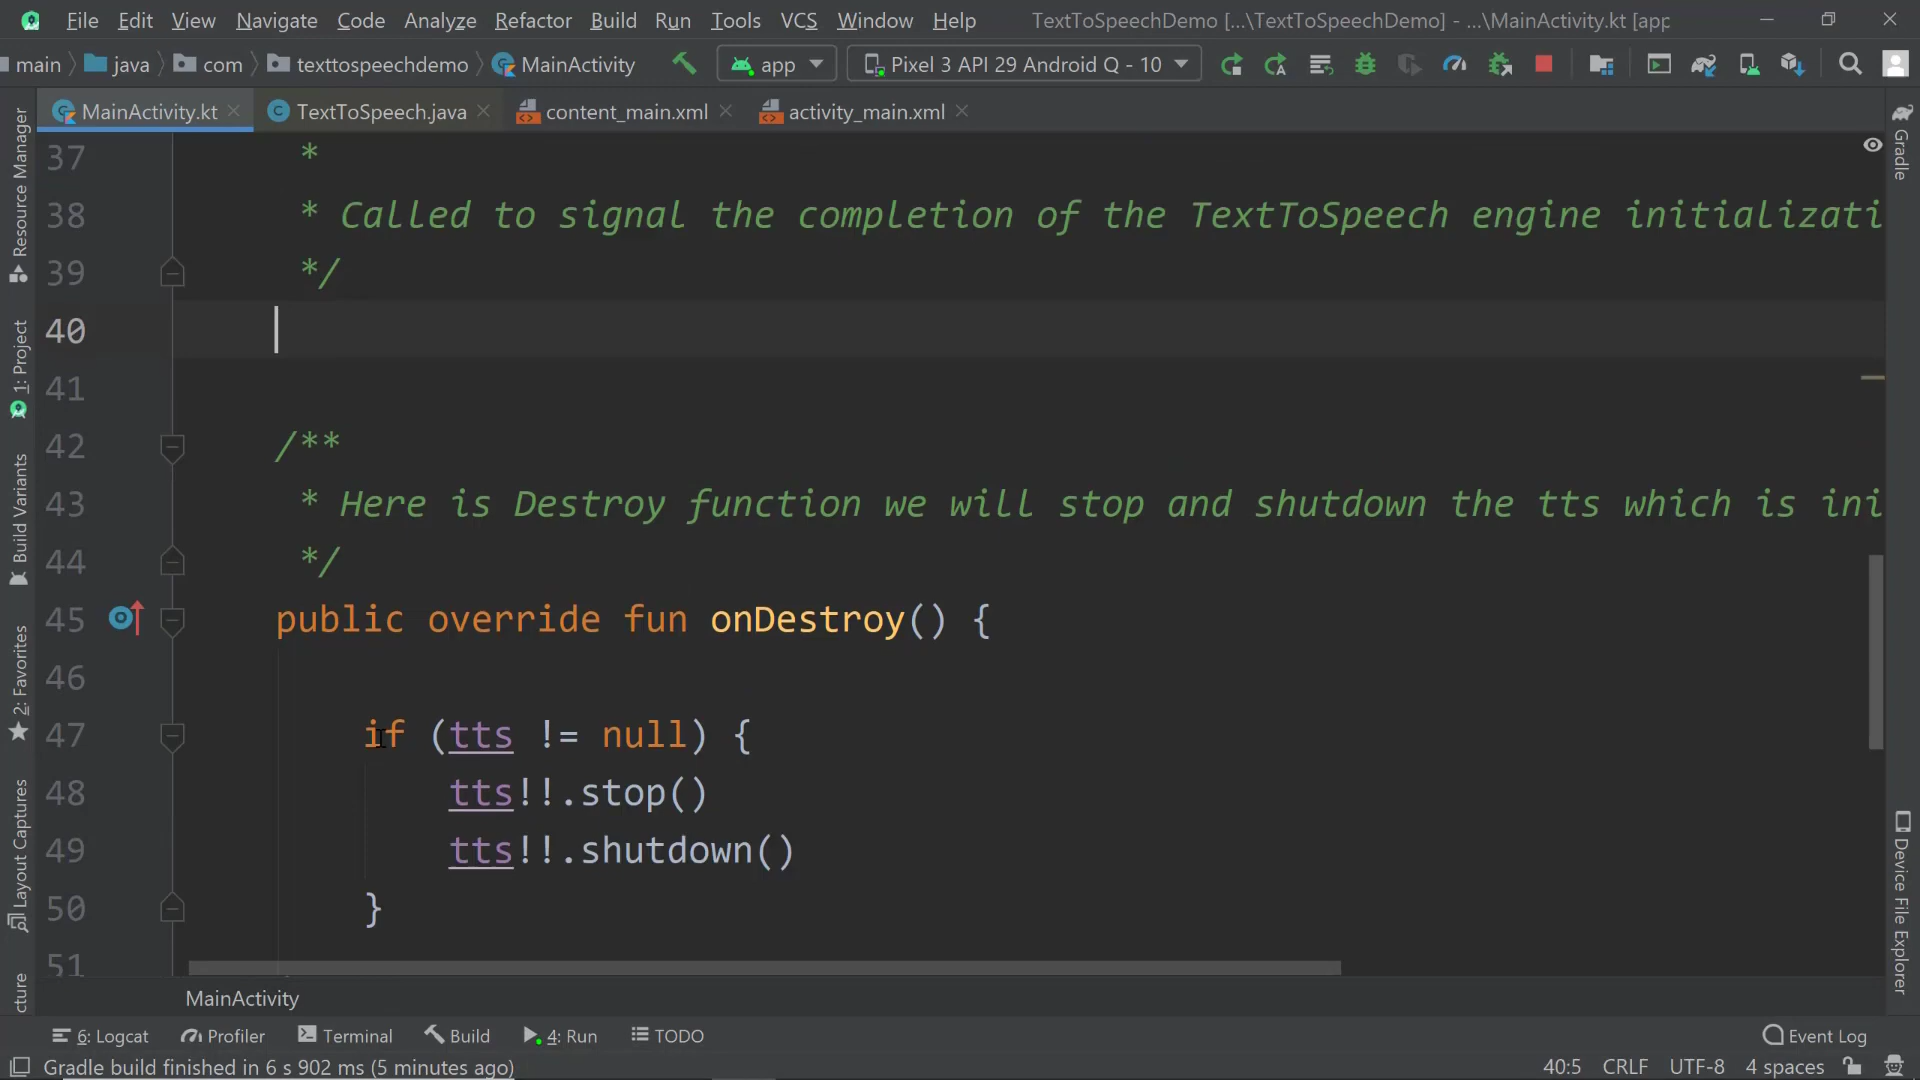 File Edit View Navigate Code Analyze Refactor Build Run Tools VCS Window Help TextToSpeechDemo [...\TextToSpeechDemo] - ...\MainActivity.kt [app
main java com texttospeechdemo MainActivity app Pixel 3 API 29 Android Q - 10
MainActivity.kt TextToSpeech.java content_main.xml activity_main.xml
37 *
38 * Called to signal the completion of the TextToSpeech engine initializati
39 */
40
41
42 /**
43 * Here is Destroy function we will stop and shutdown the tts which is ini
44 */
45 public override fun onDestroy() {
46
47 if (tts != null) {
48 tts!!.stop()
49 tts!!.shutdown()
50 }
51
MainActivity
6: Logcat Profiler Terminal Build 4: Run TODO Event Log
Gradle build finished in 6 s 902 ms (5 minutes ago) 40:5 CRLF UTF-8 4 spaces
Resource Manager
1: Project
Build Variants
2: Favorites
Layout Captures
cture
Gradle
Device File Explorer